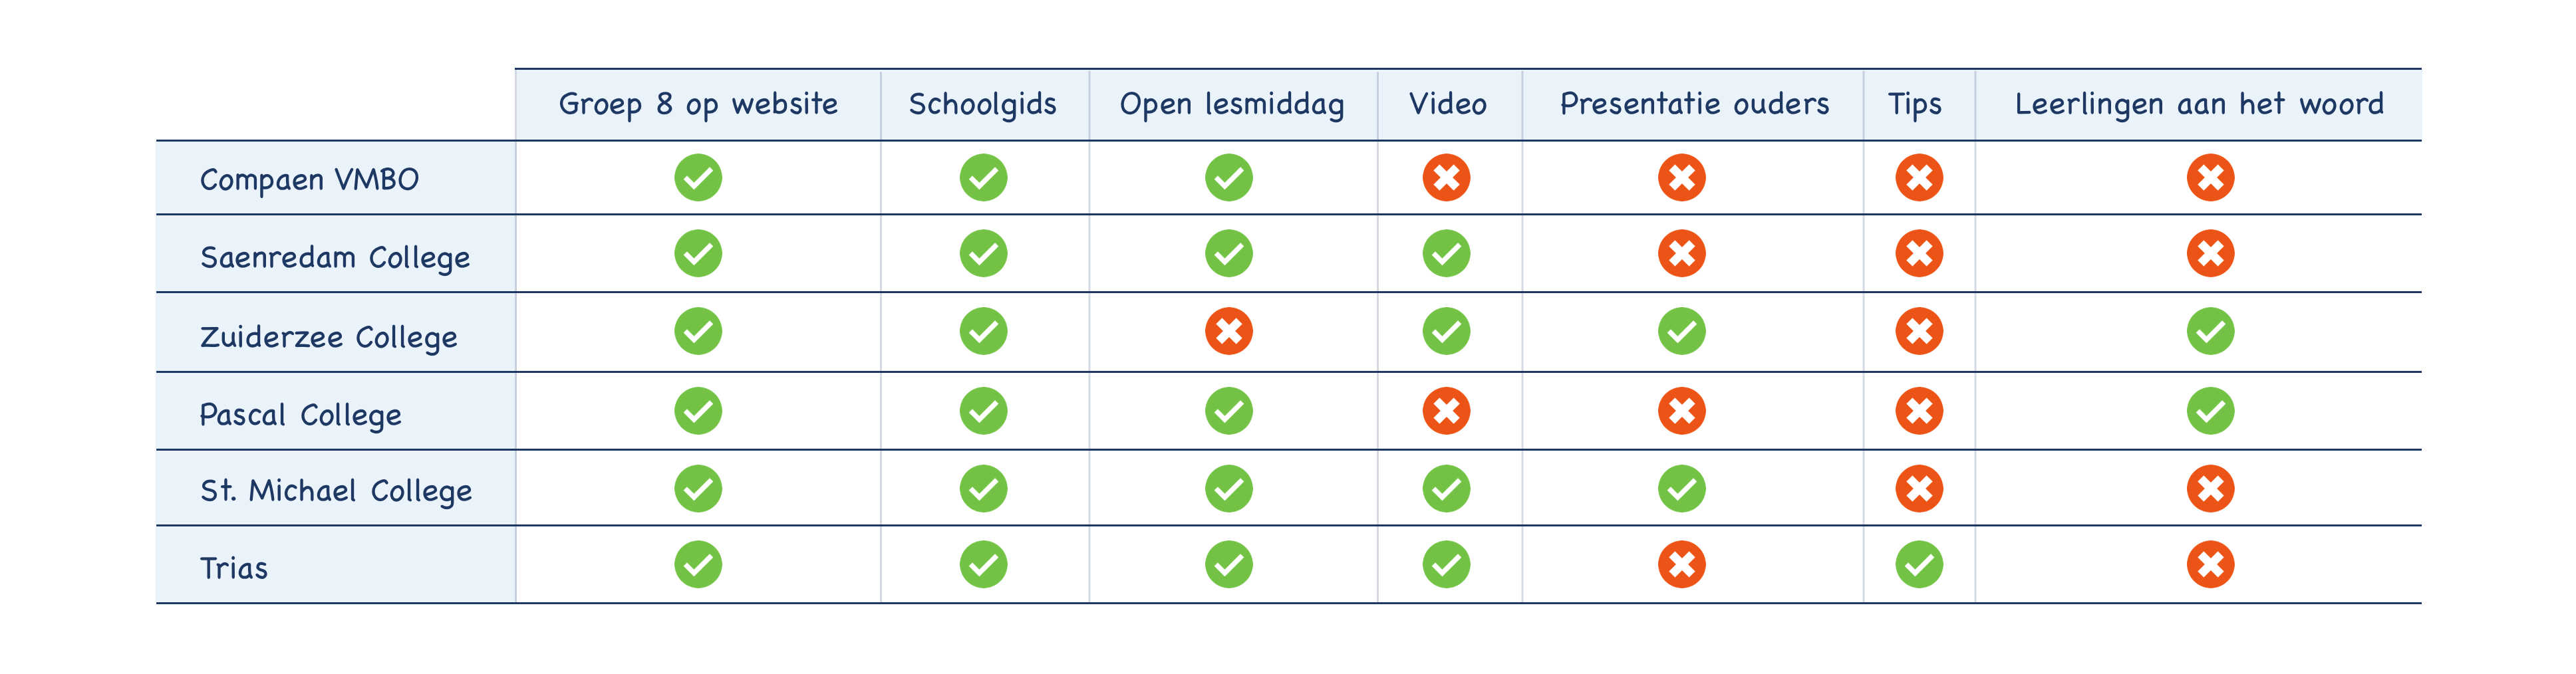 Groep 8 op website Schoolgids Open lesmiddag Video Presentatie ouders Tips Leerlingen aan het woord
Compaen VMBO
Saenredam College
Zuiderzee College
Pascal College
St. Michael College
Trias